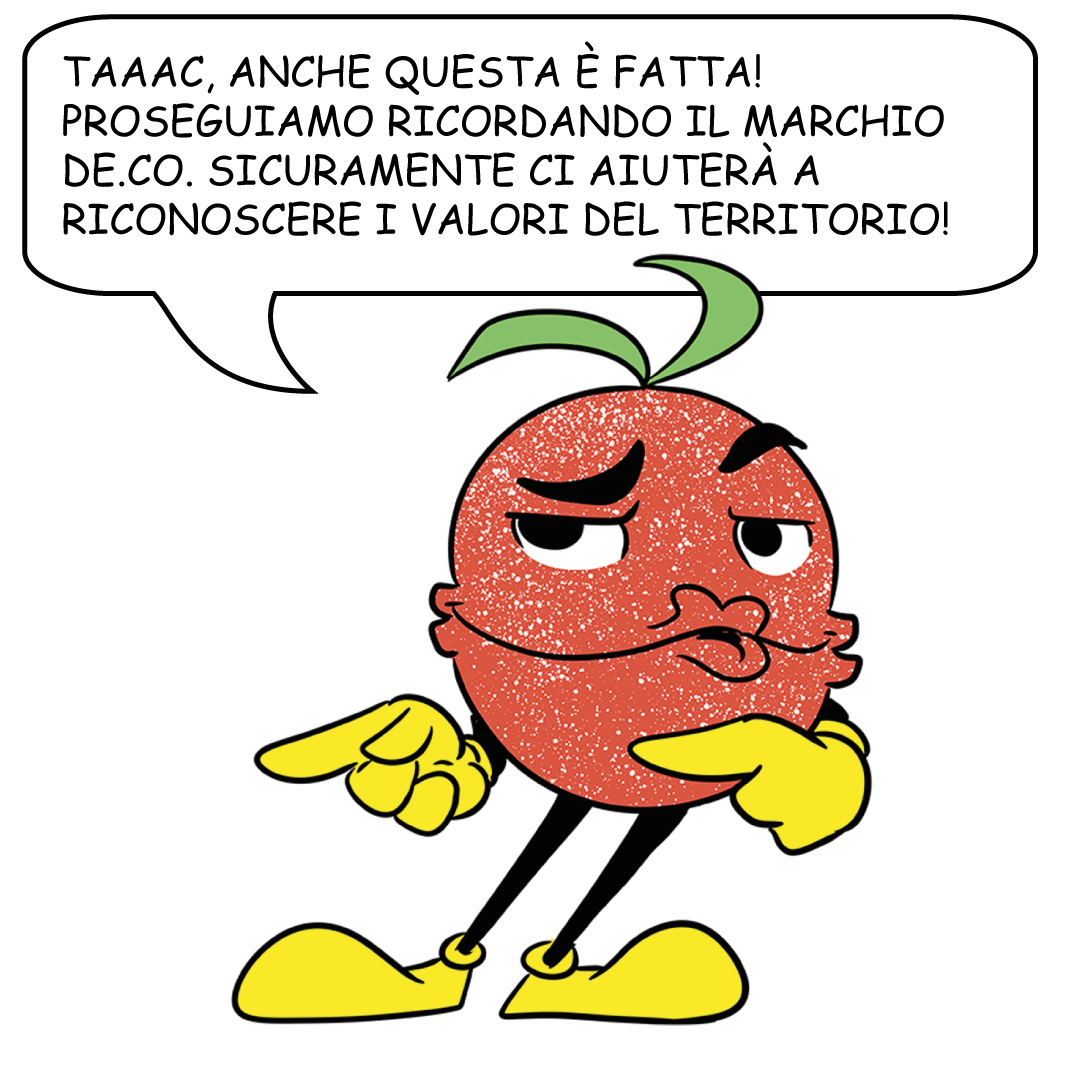 TAAAC, ANCHE QUESTA È FATTA!
PROSEGUIAMO RICORDANDO IL MARCHIO
DE.CO. SICURAMENTE CI AIUTERÀ A
RICONOSCERE I VALORI DEL TERRITORIO!